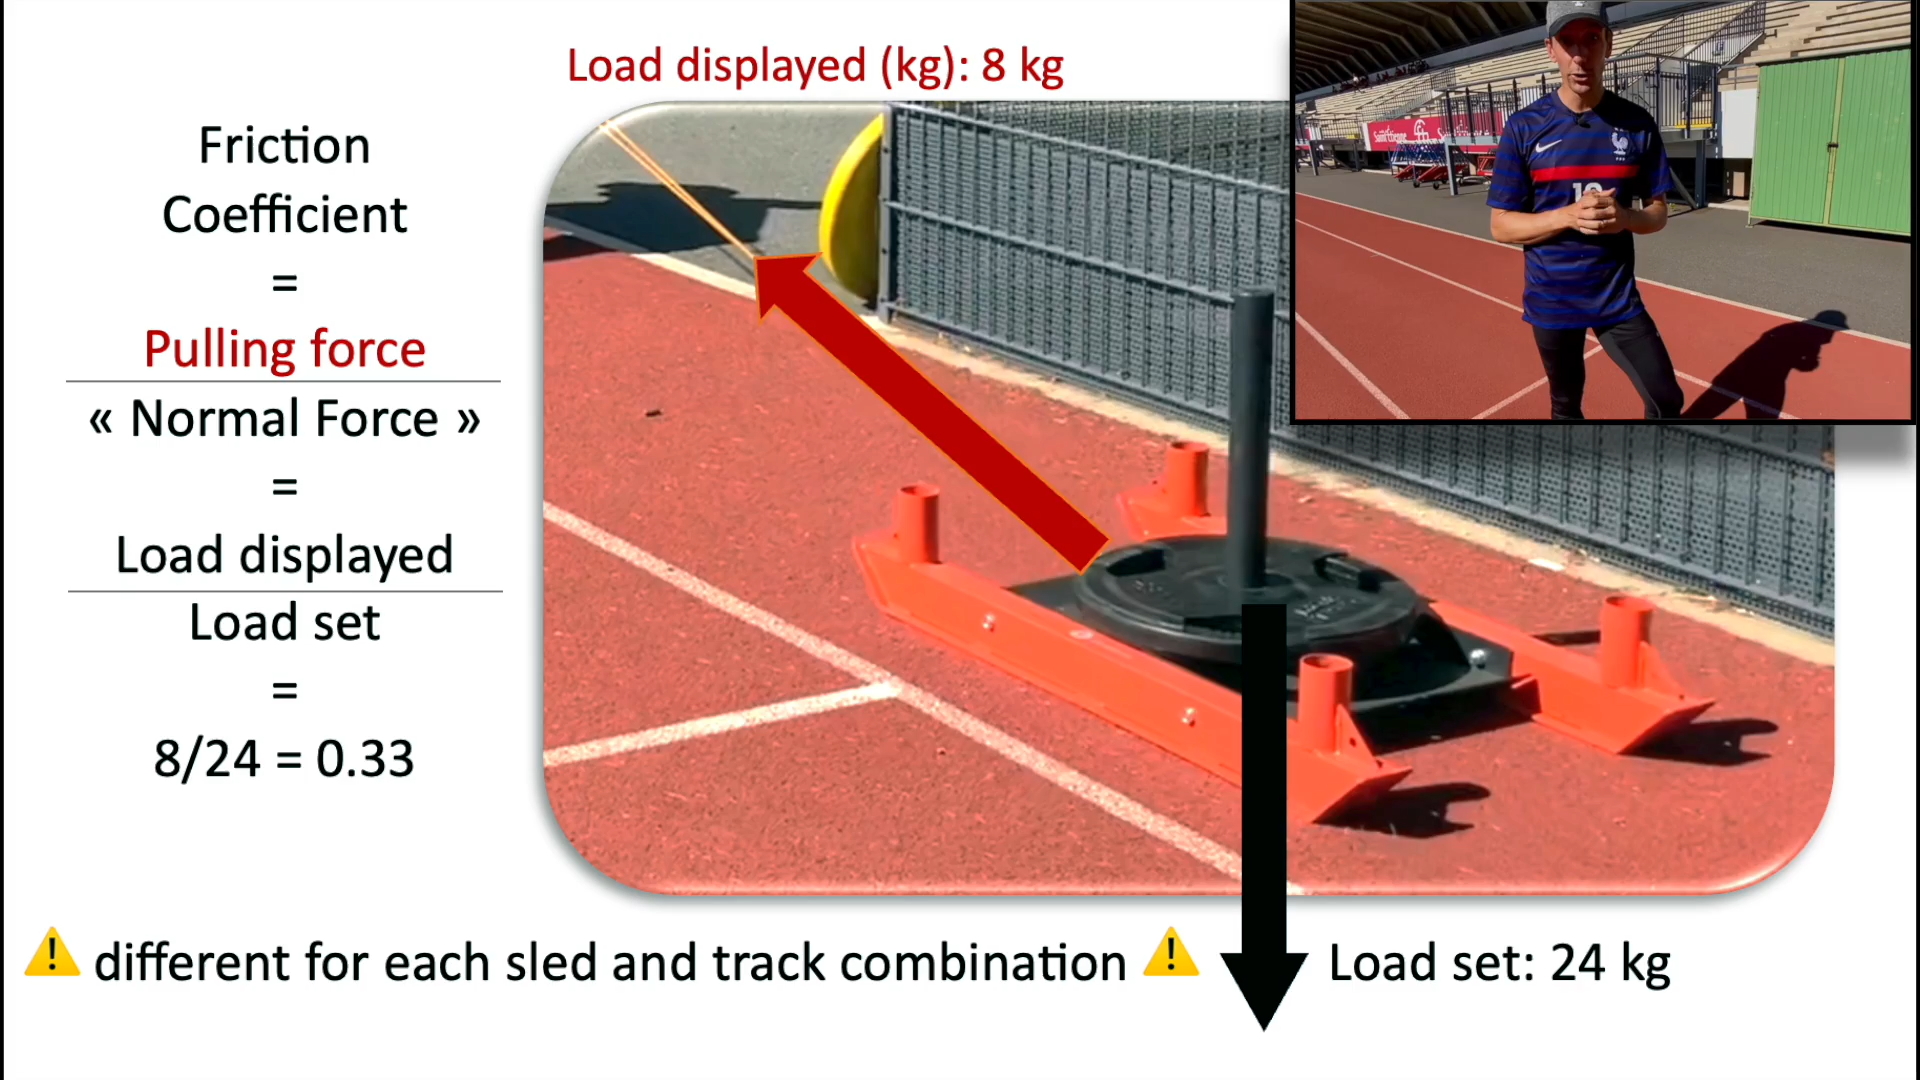 Load displayed (kg): 8 kg
Friction
Coefficient
=
Pulling force
« Normal Force »
=
Load displayed
Load set
=
8/24 = 0.33
⚠ different for each sled and track combination ⚠
Load set: 24 kg